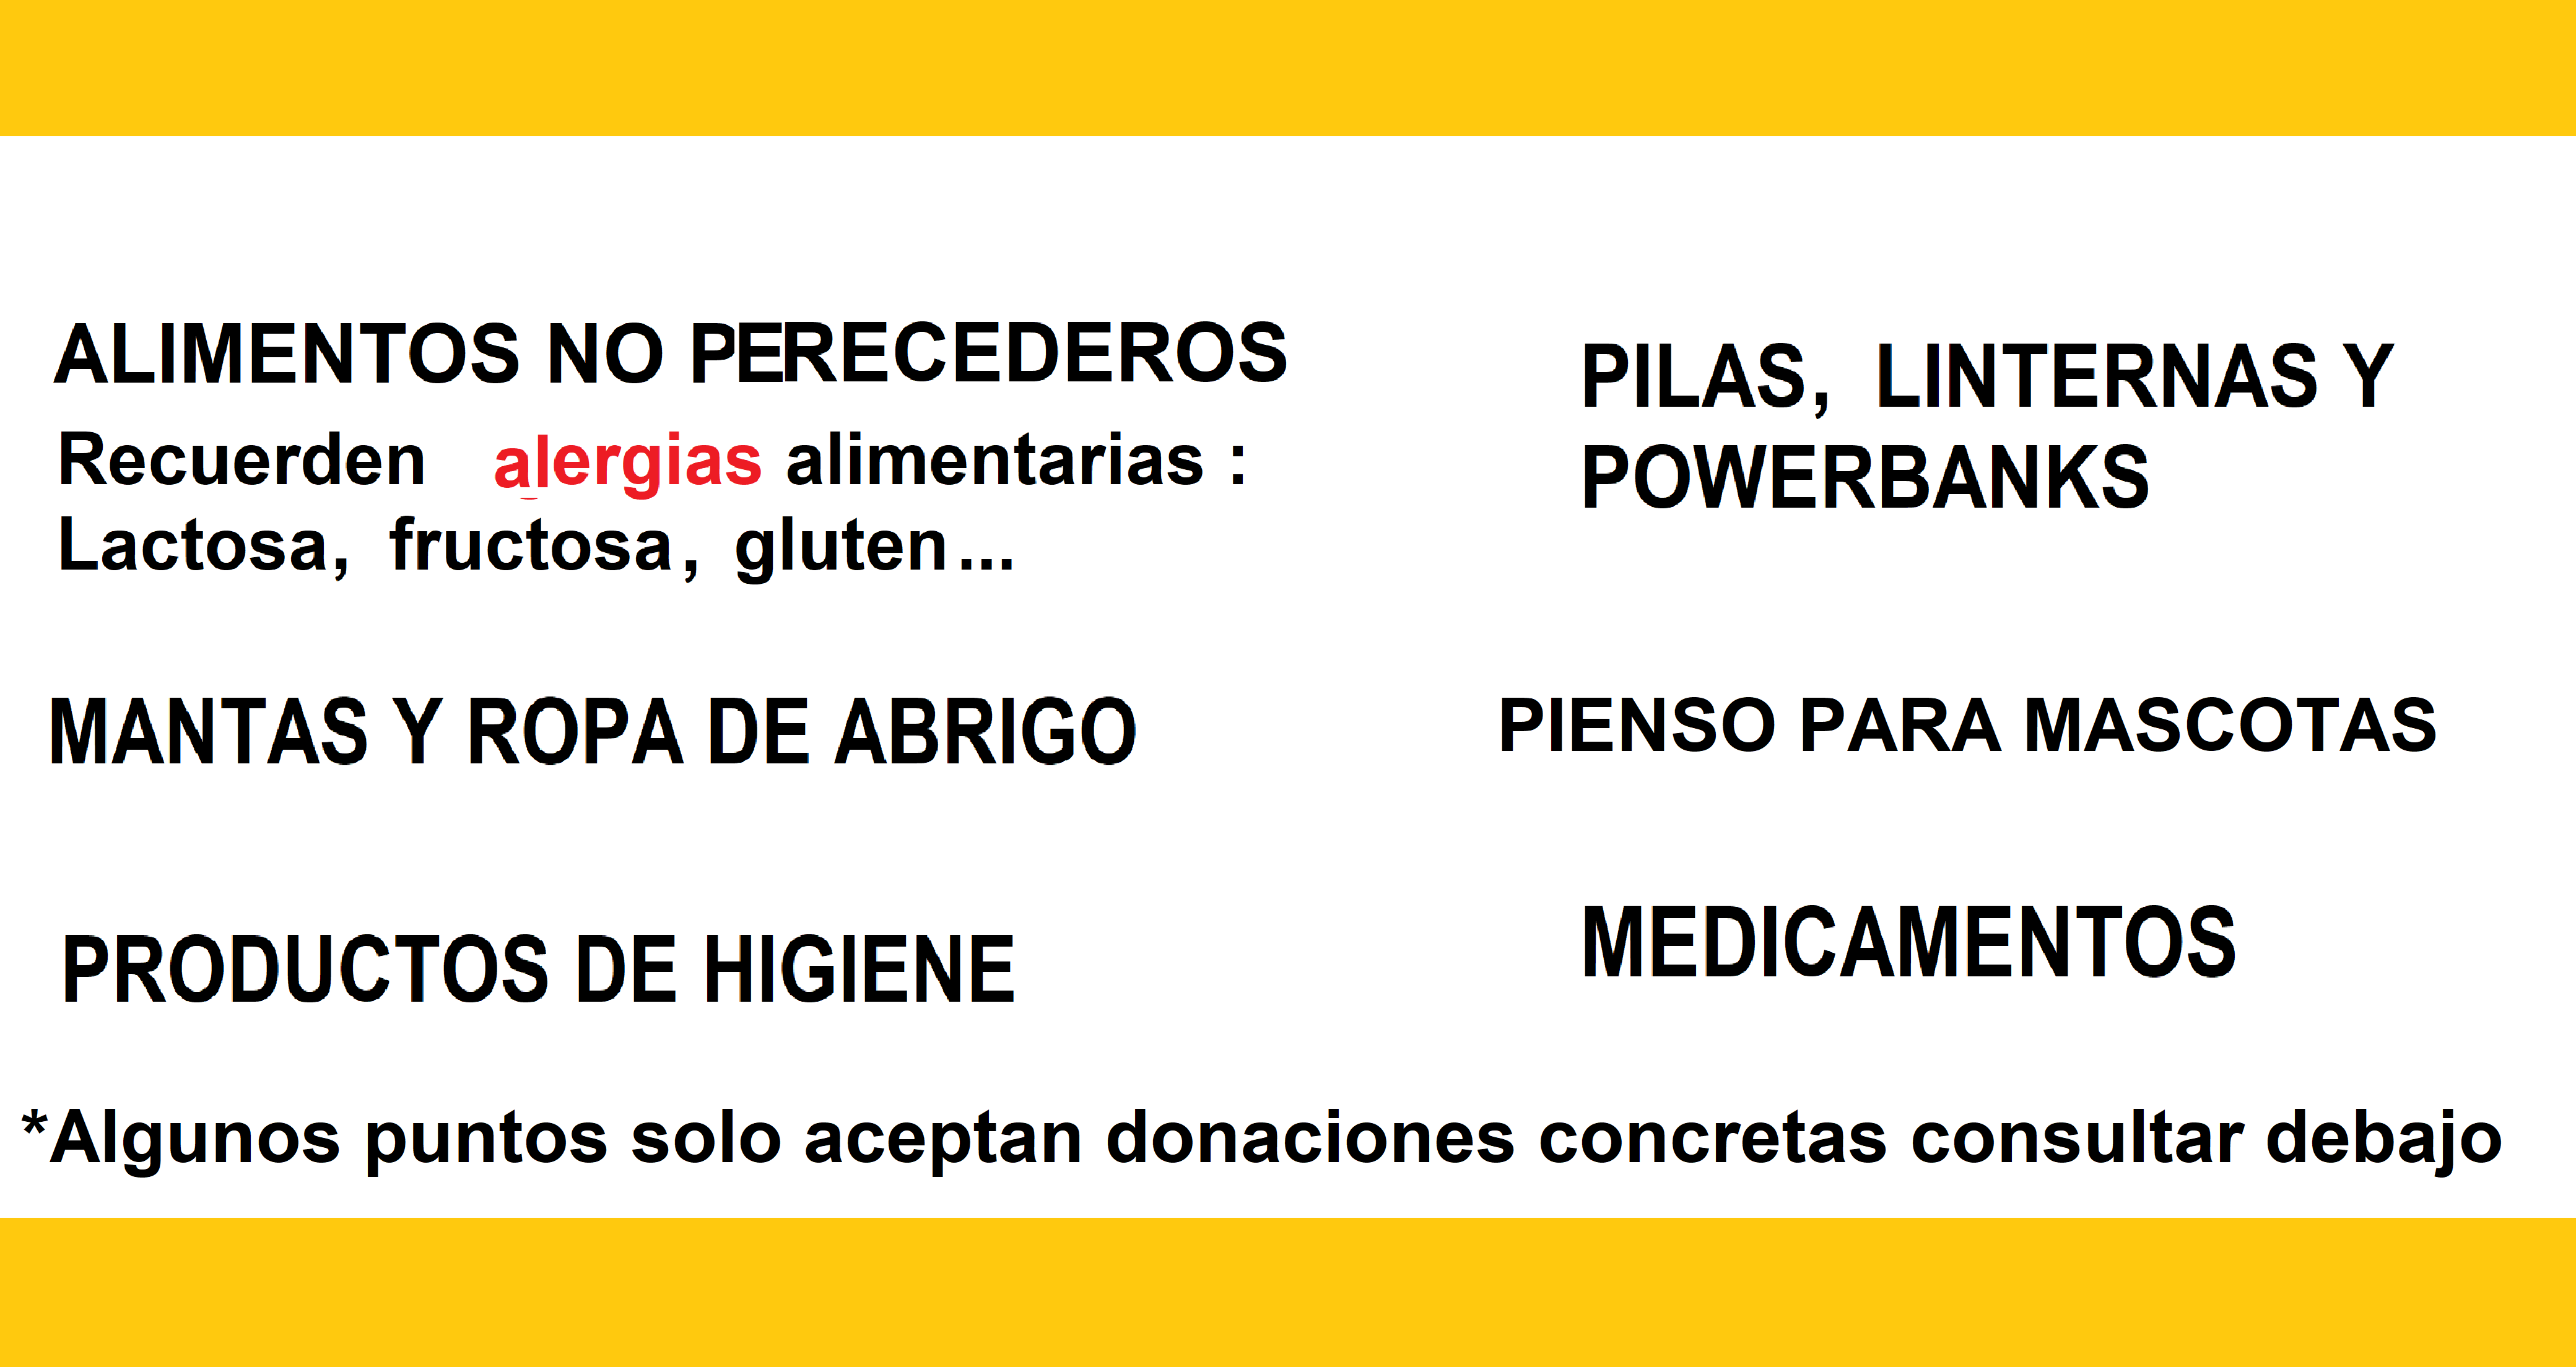 ALIMENTOS NO PERECEDEROS
Recuerden alergias alimentarias :
Lactosa, fructosa, gluten...
MANTAS Y ROPA DE ABRIGO
PRODUCTOS DE HIGIENE
PILAS, LINTERNAS Y
POWERBANKS
PIENSO PARA MASCOTAS
MEDICAMENTOS
*Algunos puntos solo aceptan donaciones concretas consultar debajo